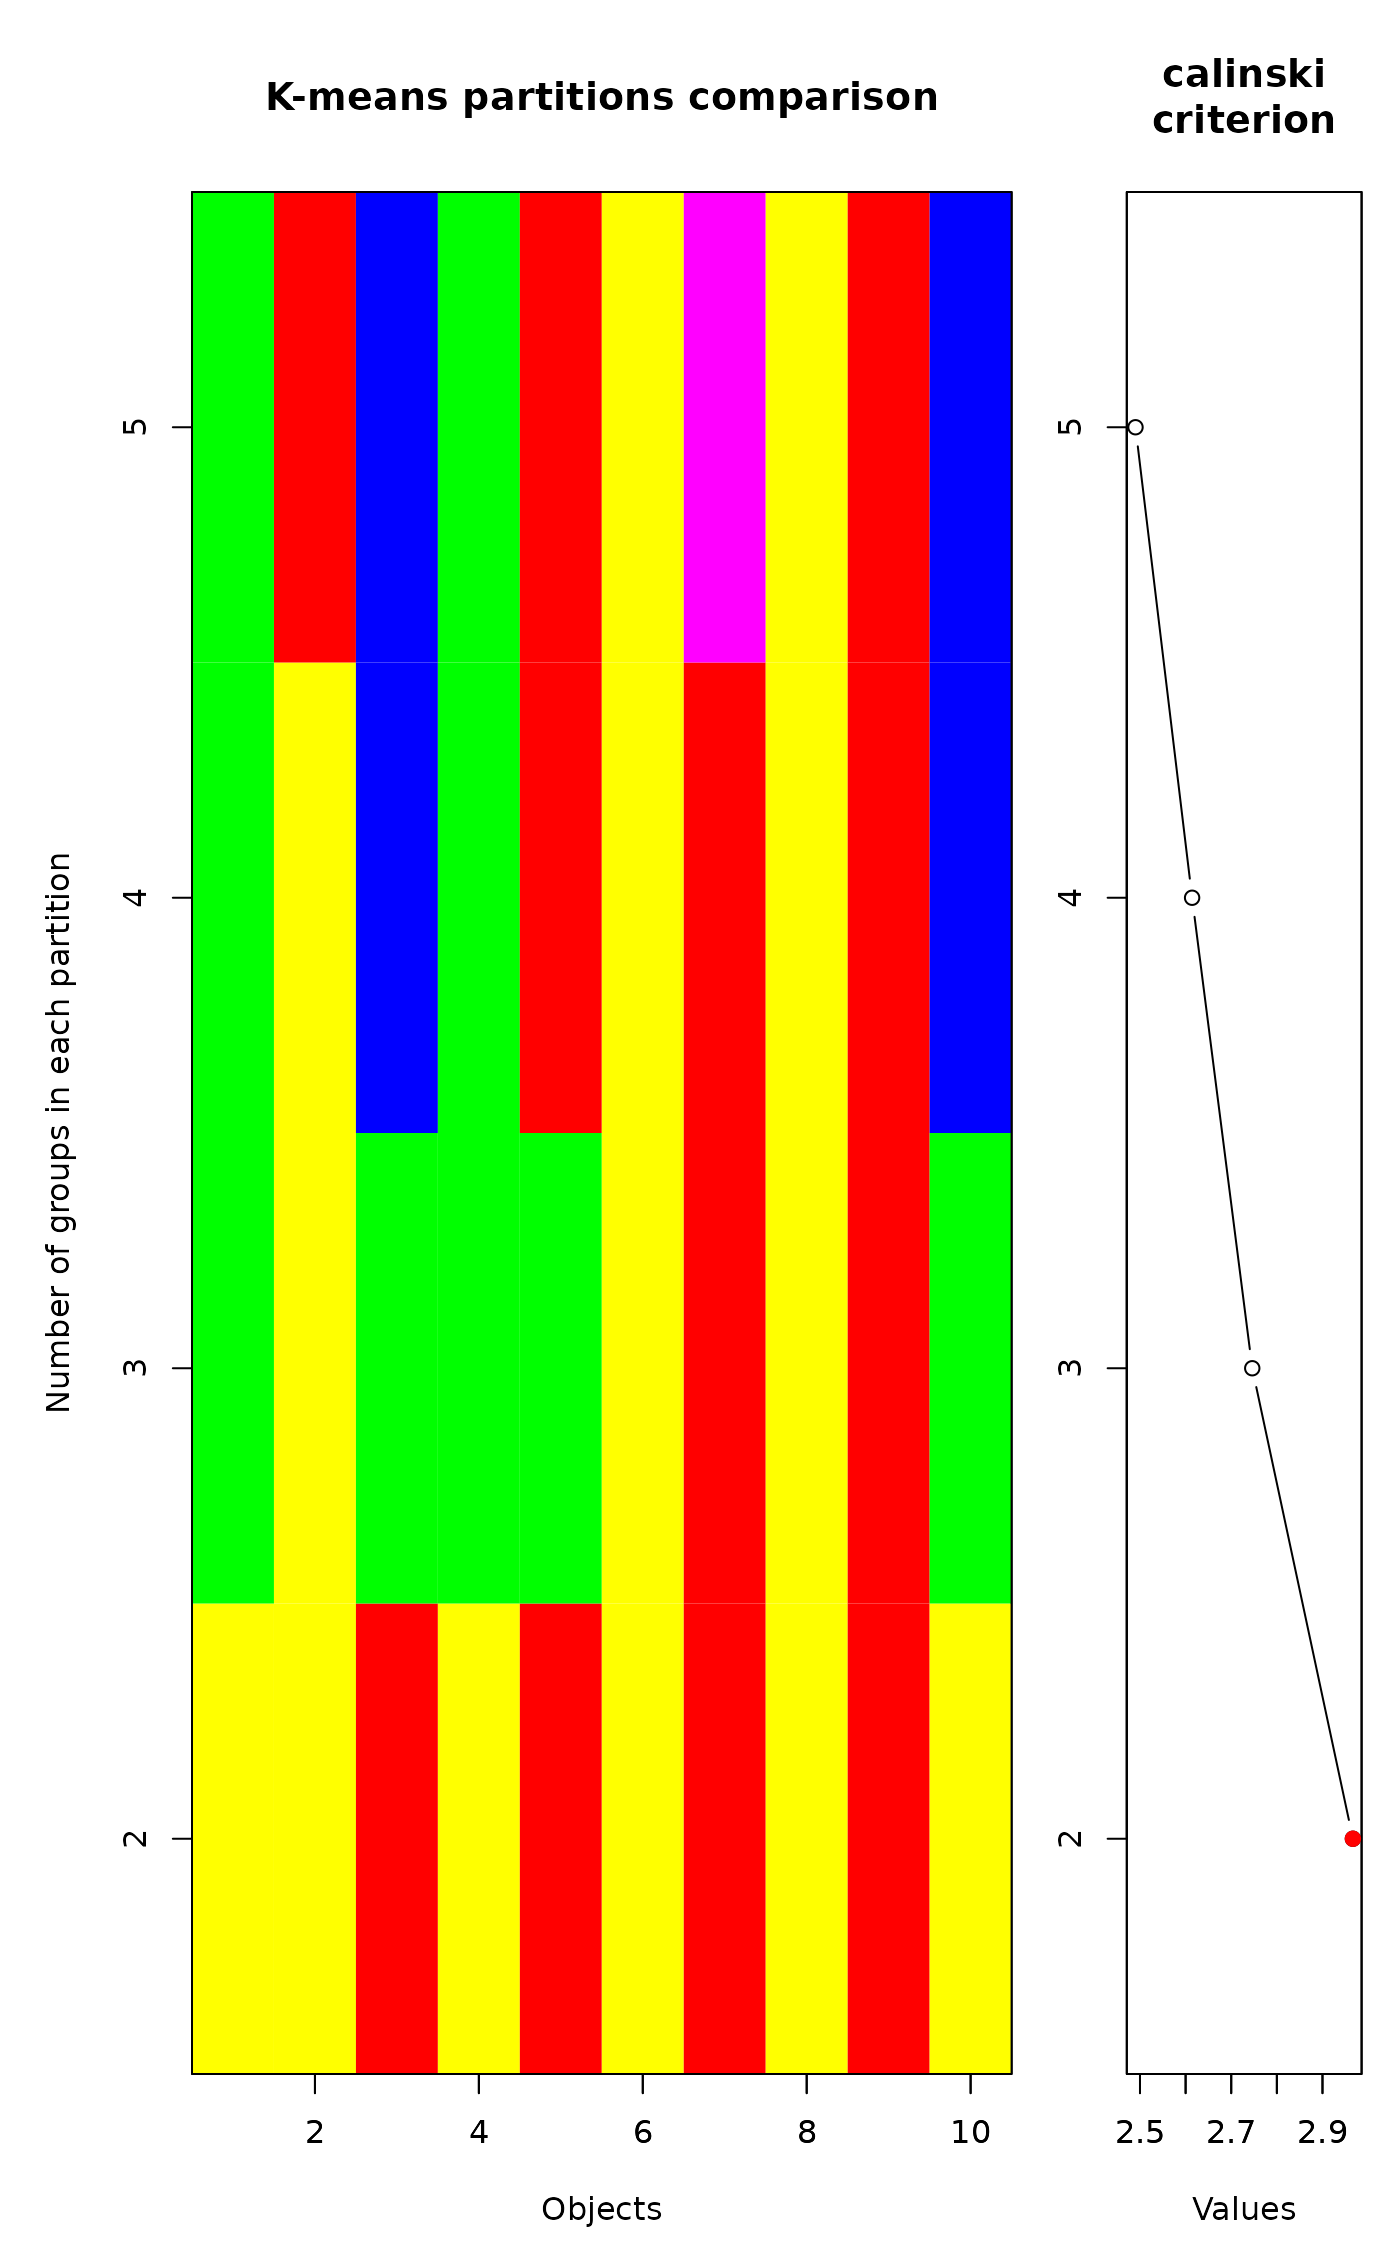 K-means partitions comparison
calinski
criterion
Number of groups in each partition
5
4
3
2
2 4 6 8 10
Objects
5
4
3
2
2.5 2.7 2.9
Values